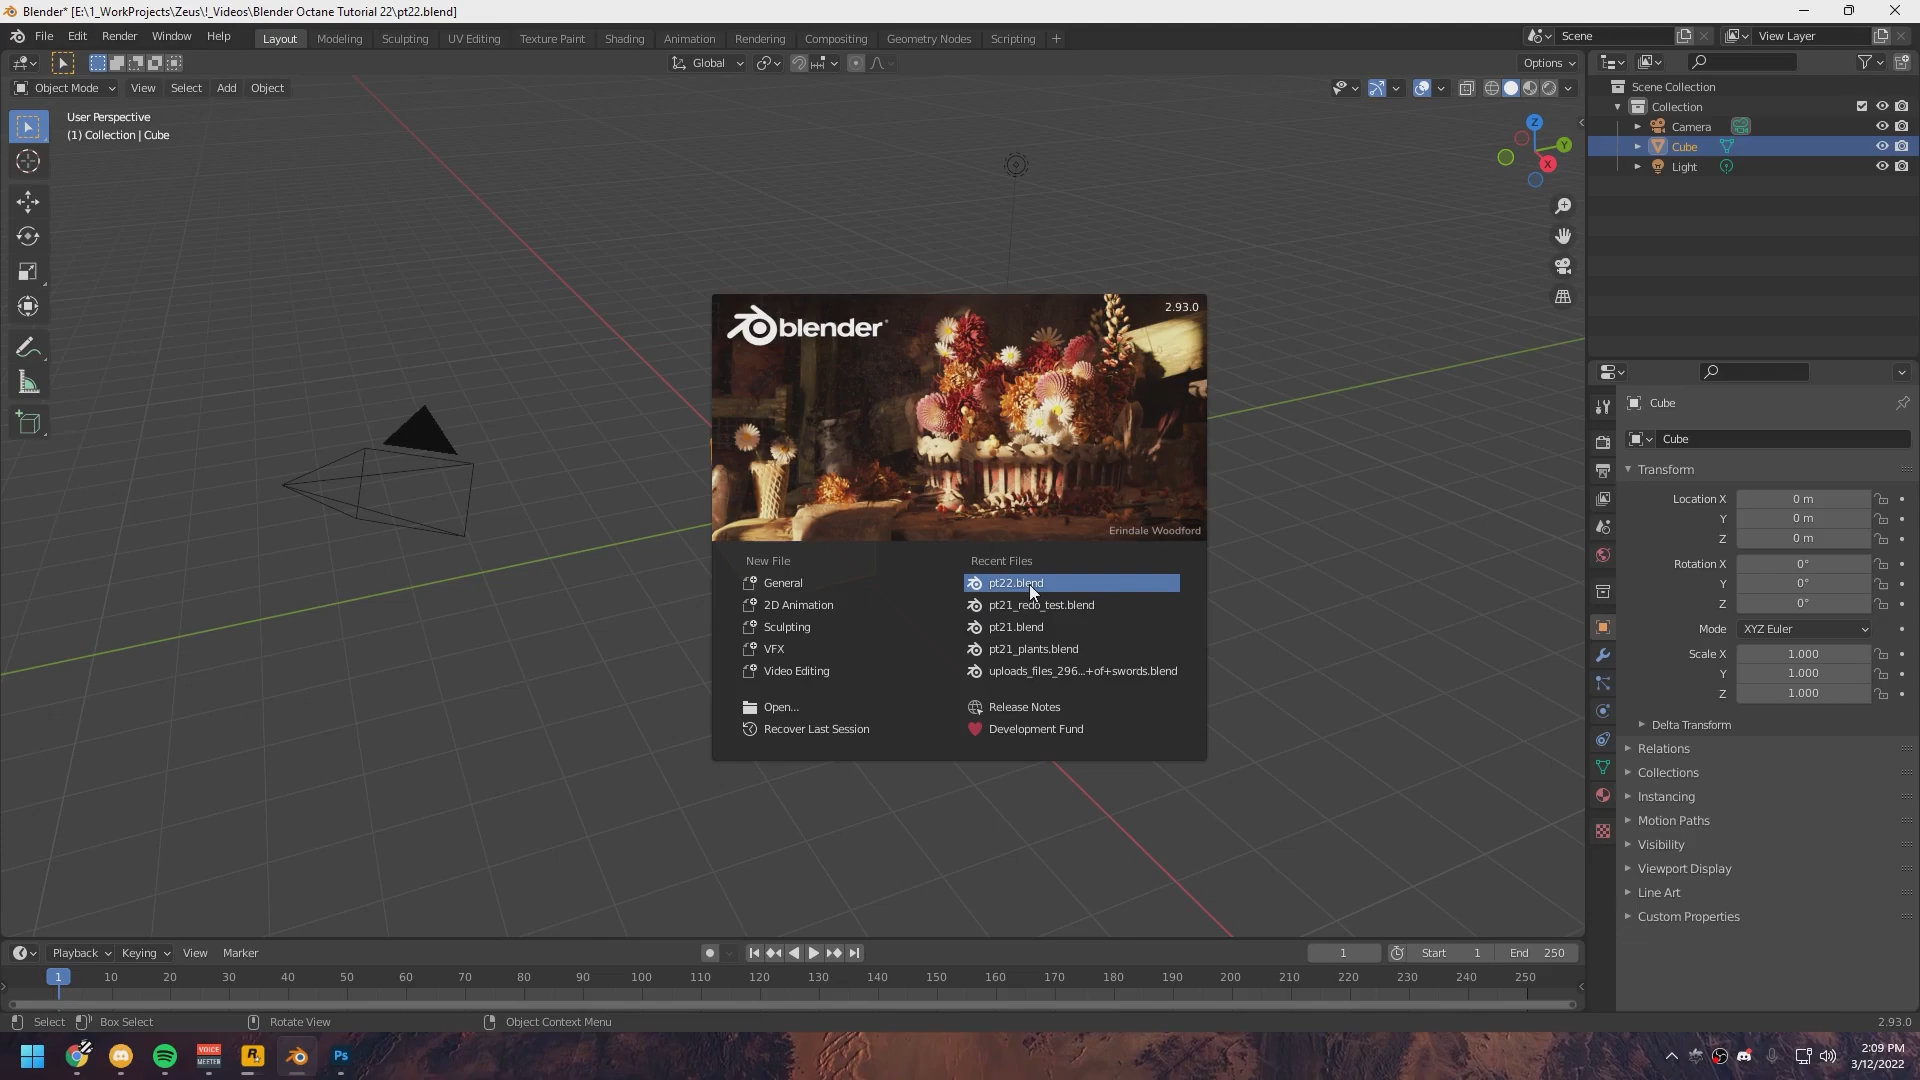 Blender* [E:\1_WorkProjects\Zeus\!_Videos\Blender Octane Tutorial 22\pt22.blend]
File Edit Render Window Help Layout Modeling Sculpting UV Editing Texture Paint Shading Animation Rendering Compositing Geometry Nodes Scripting + Scene View Layer
Global Options
Object Mode View Select Add Object
User Perspective
(1) Collection | Cube
Z
Y
X
Scene Collection
Collection
Camera
Cube
Light
blender
2.93.0
Erindale Woodford
New File
General
2D Animation
Sculpting
VFX
Video Editing
Open...
Recover Last Session
Recent Files
pt22.blend
pt21_redo_test.blend
pt21.blend
pt21_plants.blend
uploads_files_296...+of+swords.blend
Release Notes
Development Fund
Cube
Cube
Transform
Location X 0 m
Y 0 m
Z 0 m
Rotation X 0°
Y 0°
Z 0°
Mode XYZ Euler
Scale X 1.000
Y 1.000
Z 1.000
Delta Transform
Relations
Collections
Instancing
Motion Paths
Visibility
Viewport Display
Line Art
Custom Properties
Playback Keying View Marker 1 Start 1 End 250
1 10 20 30 40 50 60 70 80 90 100 110 120 130 140 150 160 170 180 190 200 210 220 230 240 250
Select Box Select Rotate View Object Context Menu 2.93.0
VOICE
MEETER
R
Ps
2:09 PM
3/12/2022